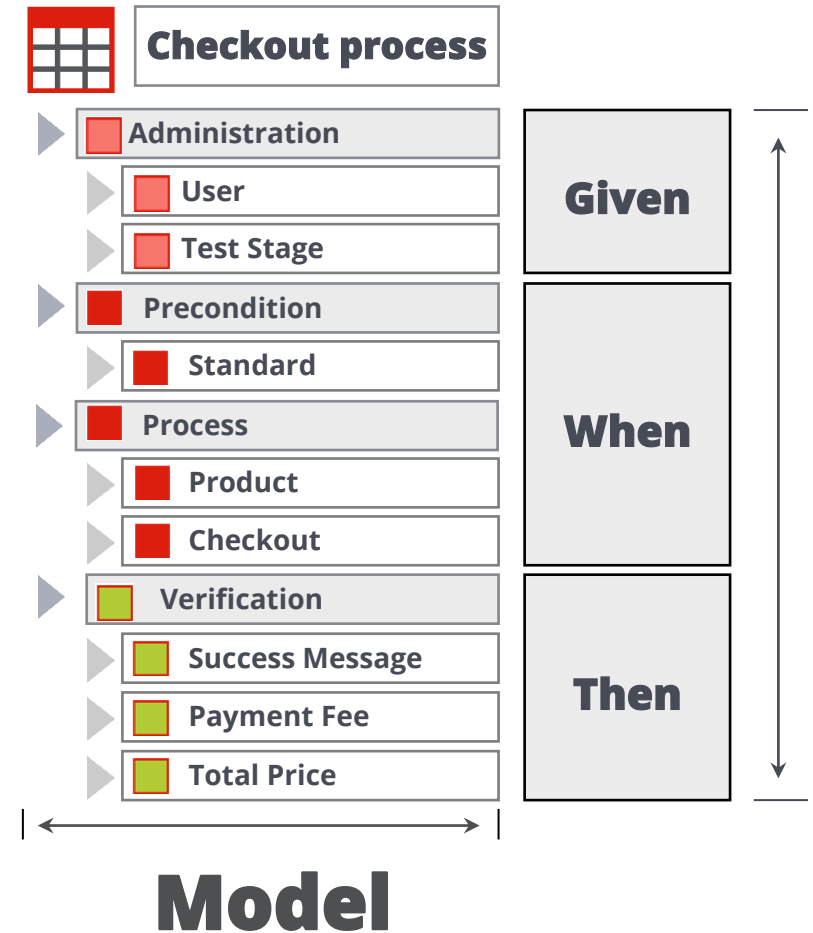 Checkout process
Administration
User
Test Stage
Given
Precondition
Standard
Process
Product
Checkout
When
Verification
Success Message
Payment Fee
Total Price
Then
Model